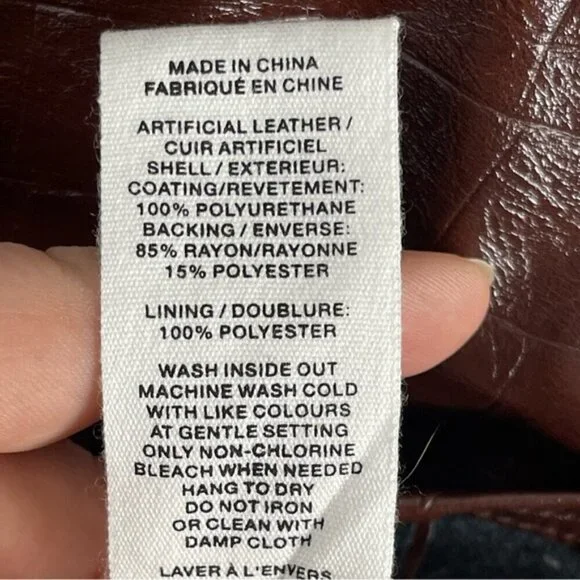 MADE IN CHINA
FABRIQUÉ EN CHINE
ARTIFICIAL LEATHER /
CUIR ARTIFICIEL
SHELL / EXTERIEUR:
COATING/REVETEMENT:
100% POLYURETHANE
BACKING / ENVERSE:
85% RAYON/RAYONNE
15% POLYESTER
LINING / DOUBLURE:
100% POLYESTER
WASH INSIDE OUT
MACHINE WASH COLD
WITH LIKE COLOURS
AT GENTLE SETTING
ONLY NON-CHLORINE
BLEACH WHEN NEEDED
HANG TO DRY
DO NOT IRON
OR CLEAN WITH
DAMP CLOTH
LAVER À L'ENVERS